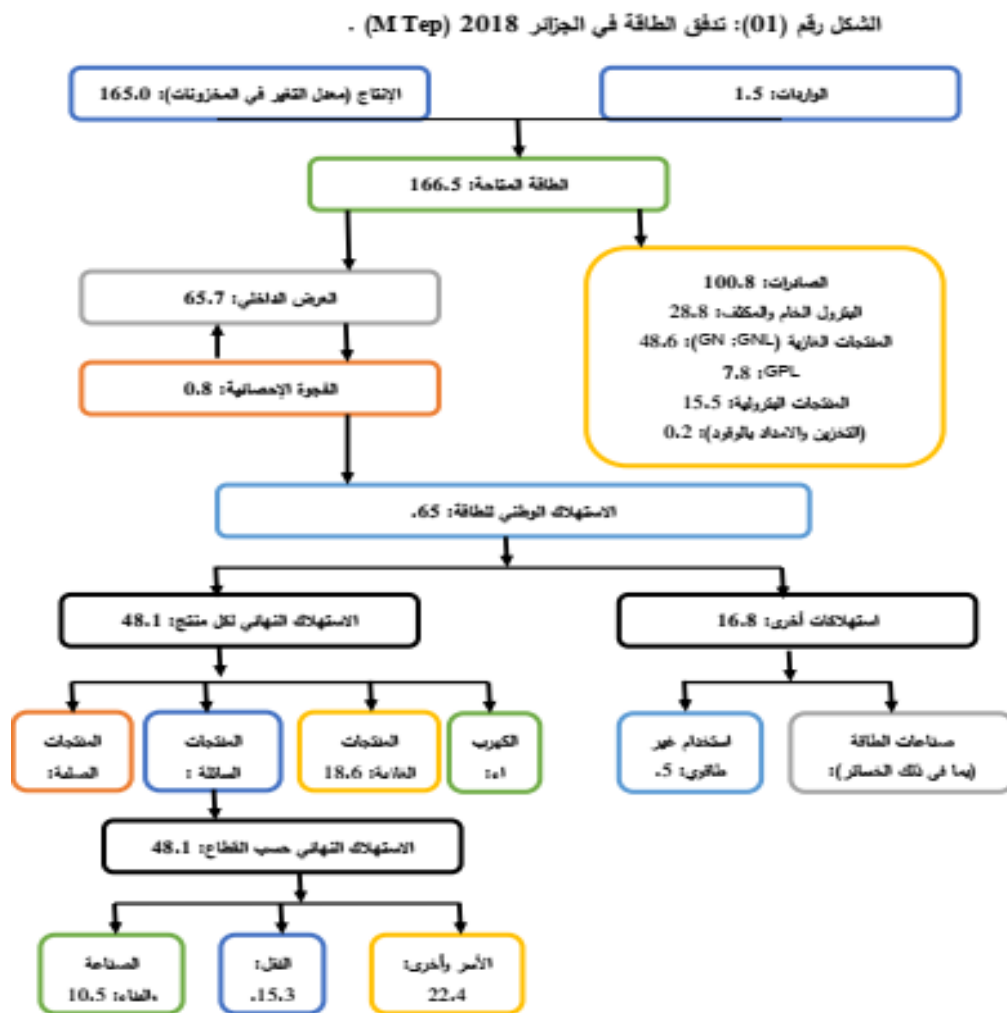 الشكل رقم (01): تدفق الطاقة في الجزائر 2018 (M Tep) .
الواردات: 1.5
الإنتاج (معدل التغير في المخزونات): 165.0
الطاقة المتاحة: 166.5
الصادرات: 100.8
البترول الخام والمكثف: 28.8
المنتجات الغازية (GN ;GNL): 48.6
GPL: 7.8
المنتجات البترولية: 15.5
(التخزين والامداد بالوقود): 0.2
العرض الداخلي: 65.7
الفجوة الإحصائية: 0.8
الاستهلاك الوطني للطاقة: 65.
استهلاكات أخرى: 16.8
الاستهلاك النهائي لكل منتج: 48.1
صناعات الطاقة
(بما في ذلك الخسائر):
استخدام غير
طاقوي: 5.
الكهرب
اء:
المنتجات
الغازية: 18.6
المنتجات
السائلة :
المنتجات
الصلبة:
الاستهلاك النهائي حسب القطاع: 48.1
الأسر وأخرى:
22.4
النقل:
15.3.
الصناعة
والبناء: 10.5